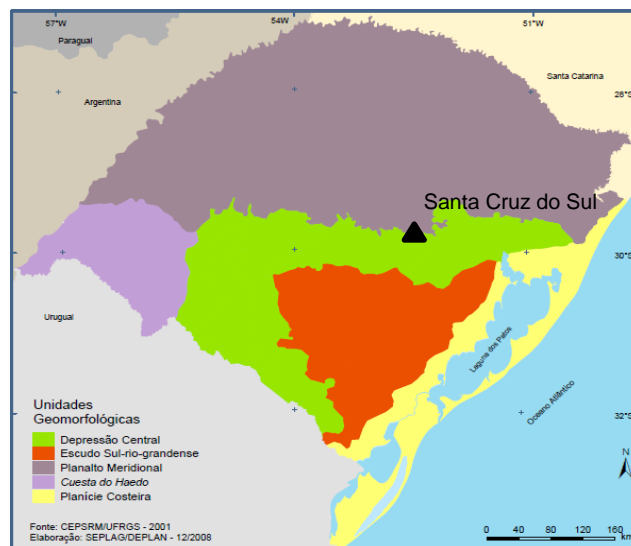 57°W
54°W
51°W
Paraguai
Santa Catarina
Argentina
28°S
Santa Cruz do Sul
30°S
Uruguai
Laguna dos Patos
Oceano Atlântico
32°S
Unidades
Geomorfológicas
Depressão Central
Escudo Sul-rio-grandense
Planalto Meridional
Cuesta do Haedo
Planície Costeira
N
Fonte: CEPSRM/UFRGS - 2001
Elaboração: SEPLAG/DEPLAN - 12/2008
0 40 80 120 160
km